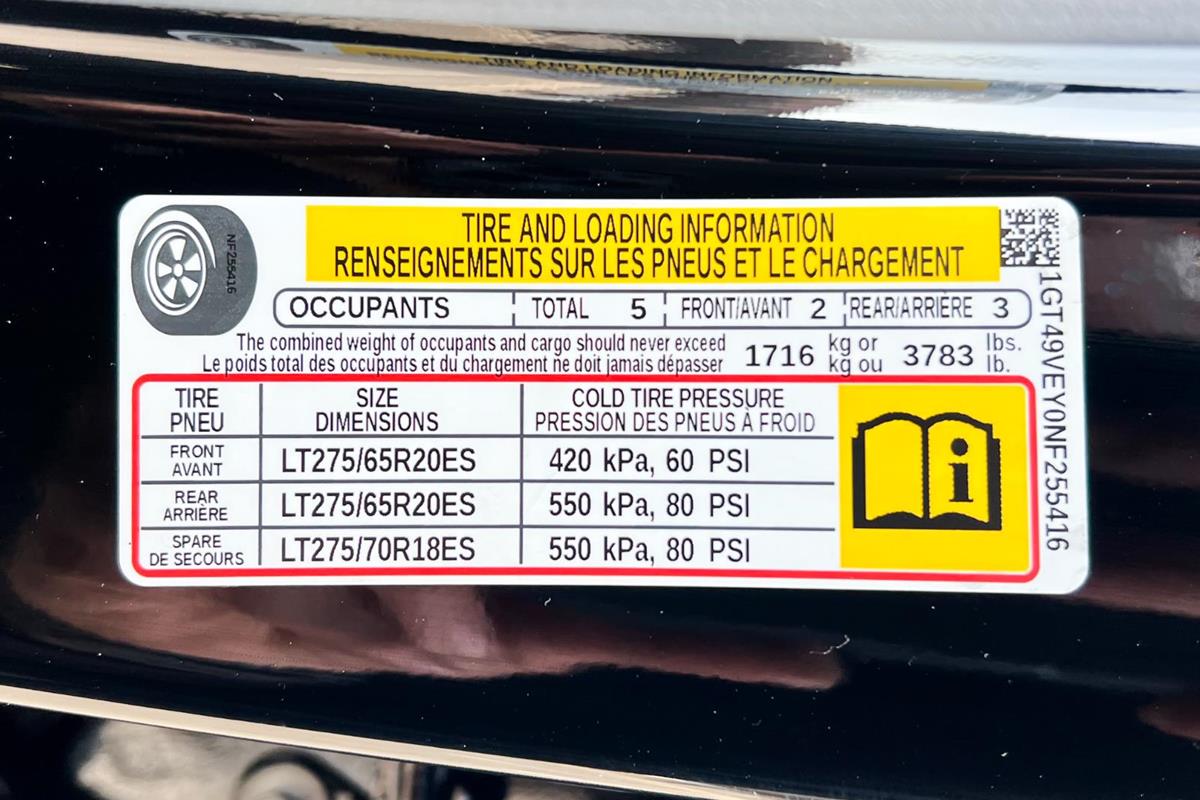 TIRE AND LOADING INFORMATION
NF255416
TIRE AND LOADING INFORMATION
RENSEIGNEMENTS SUR LES PNEUS ET LE CHARGEMENT
OCCUPANTS TOTAL 5 FRONT/AVANT 2 REAR/ARRIÈRE 3
The combined weight of occupants and cargo should never exceed 1716 kg or 3783 lbs.
Le poids total des occupants et du chargement ne doit jamais dépasser kg ou lb.
TIRE SIZE COLD TIRE PRESSURE
PNEU DIMENSIONS PRESSION DES PNEUS À FROID
FRONT
AVANT LT275/65R20ES 420 kPa, 60 PSI
REAR
ARRIÈRE LT275/65R20ES 550 kPa, 80 PSI
SPARE
DE SECOURS LT275/70R18ES 550 kPa, 80 PSI
1GT49VEY0NF255416